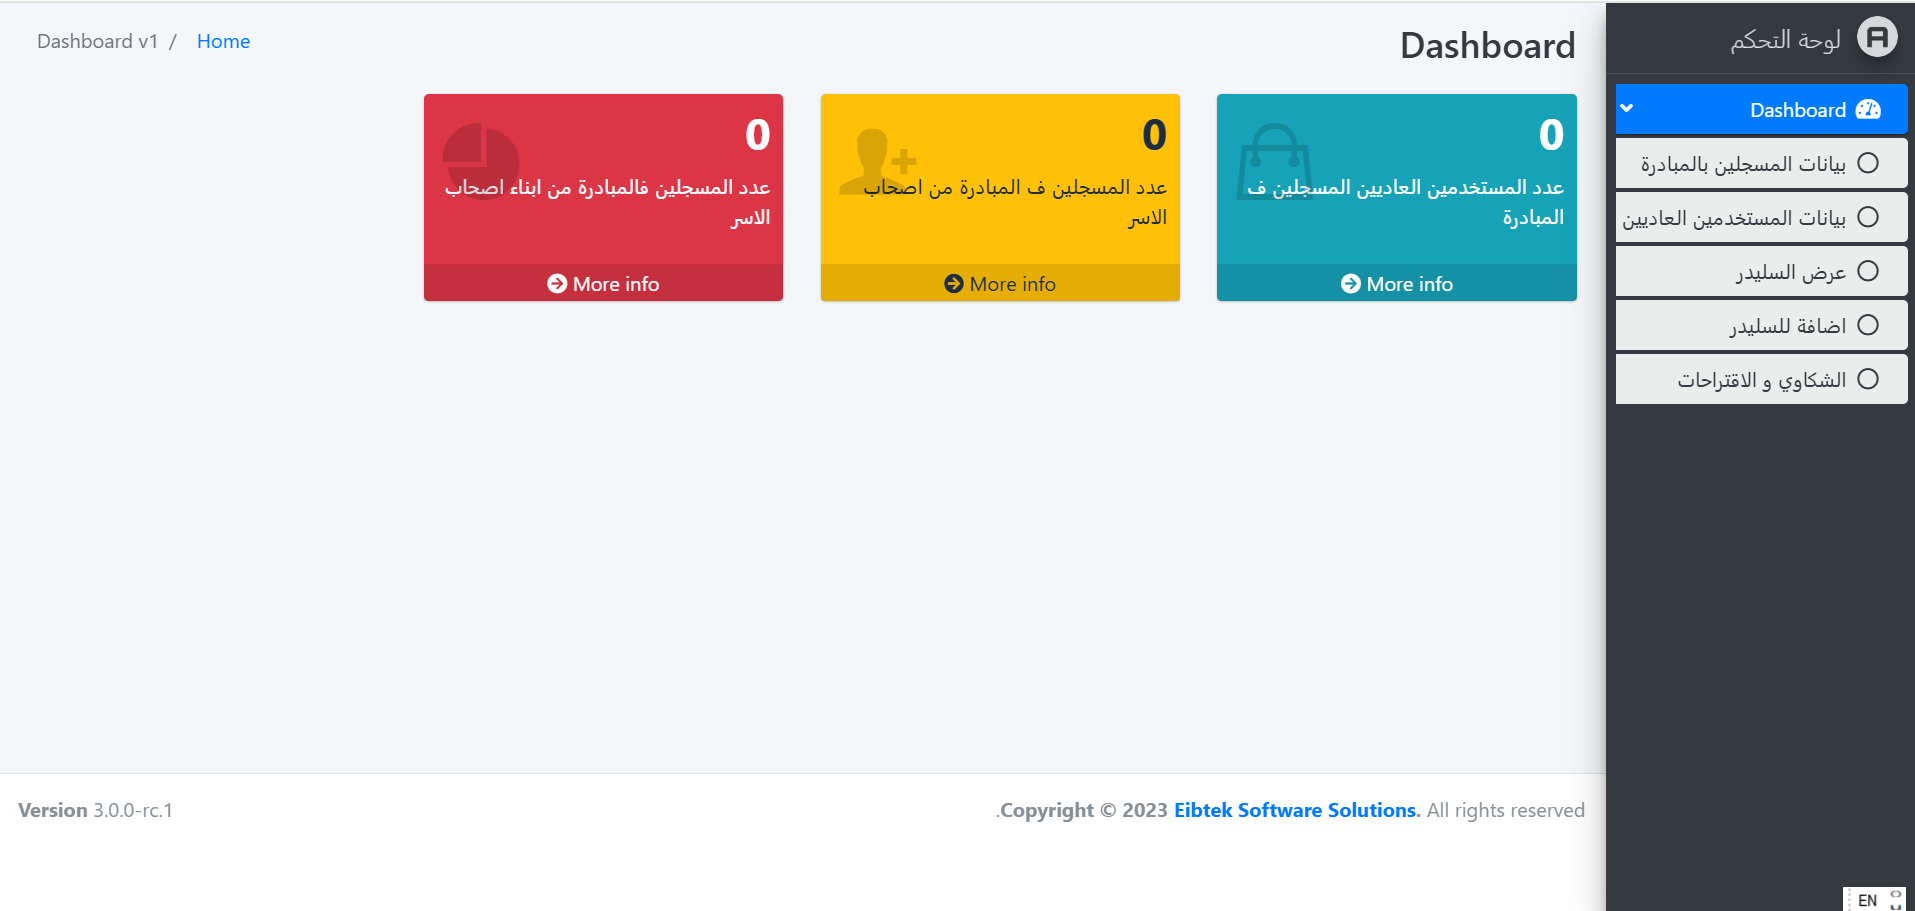 لوحة التحكم
Dashboard
بيانات المسجلين بالمبادرة
بيانات المستخدمين العاديين
عرض السليدر
اضافة للسليدر
الشكاوي و الاقتراحات
Dashboard
Home / Dashboard v1
0
عدد المستخدمين العاديين المسجلين ف
المبادرة
More info
0
عدد المسجلين ف المبادرة من اصحاب
الاسر
More info
0
عدد المسجلين فالمبادرة من ابناء اصحاب
الاسر
More info
.Copyright © 2023 Eibtek Software Solutions. All rights reserved
Version 3.0.0-rc.1
EN